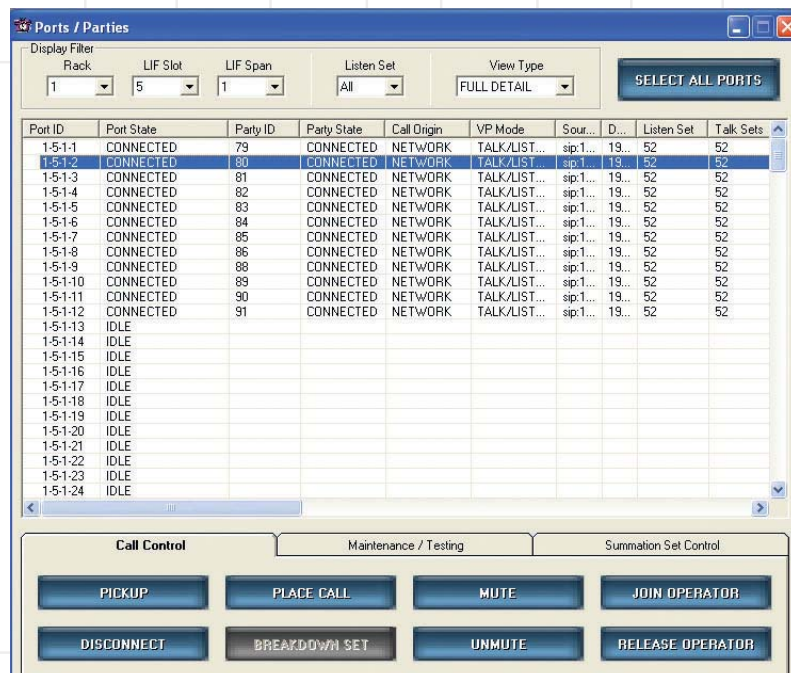 Ports / Parties
Display Filter
Rack LIF Slot LIF Span Listen Set View Type
1 5 1 All FULL DETAIL SELECT ALL PORTS
Port ID Port State Party ID Party State Call Origin VP Mode Sour... D... Listen Set Talk Sets
1-5-1-1 CONNECTED 79 CONNECTED NETWORK TALK/LIST... sip:1... 19... 52 52
1-5-1-2 CONNECTED 80 CONNECTED NETWORK TALK/LIST... sip:1... 19... 52 52
1-5-1-3 CONNECTED 81 CONNECTED NETWORK TALK/LIST... sip:1... 19... 52 52
1-5-1-4 CONNECTED 82 CONNECTED NETWORK TALK/LIST... sip:1... 19... 52 52
1-5-1-5 CONNECTED 83 CONNECTED NETWORK TALK/LIST... sip:1... 19... 52 52
1-5-1-6 CONNECTED 84 CONNECTED NETWORK TALK/LIST... sip:1... 19... 52 52
1-5-1-7 CONNECTED 85 CONNECTED NETWORK TALK/LIST... sip:1... 19... 52 52
1-5-1-8 CONNECTED 86 CONNECTED NETWORK TALK/LIST... sip:1... 19... 52 52
1-5-1-9 CONNECTED 88 CONNECTED NETWORK TALK/LIST... sip:1... 19... 52 52
1-5-1-10 CONNECTED 89 CONNECTED NETWORK TALK/LIST... sip:1... 19... 52 52
1-5-1-11 CONNECTED 90 CONNECTED NETWORK TALK/LIST... sip:1... 19... 52 52
1-5-1-12 CONNECTED 91 CONNECTED NETWORK TALK/LIST... sip:1... 19... 52 52
1-5-1-13 IDLE
1-5-1-14 IDLE
1-5-1-15 IDLE
1-5-1-16 IDLE
1-5-1-17 IDLE
1-5-1-18 IDLE
1-5-1-19 IDLE
1-5-1-20 IDLE
1-5-1-21 IDLE
1-5-1-22 IDLE
1-5-1-23 IDLE
1-5-1-24 IDLE
Call Control Maintenance / Testing Summation Set Control
PICKUP PLACE CALL MUTE JOIN OPERATOR
DISCONNECT BREAKDOWN SET UNMUTE RELEASE OPERATOR